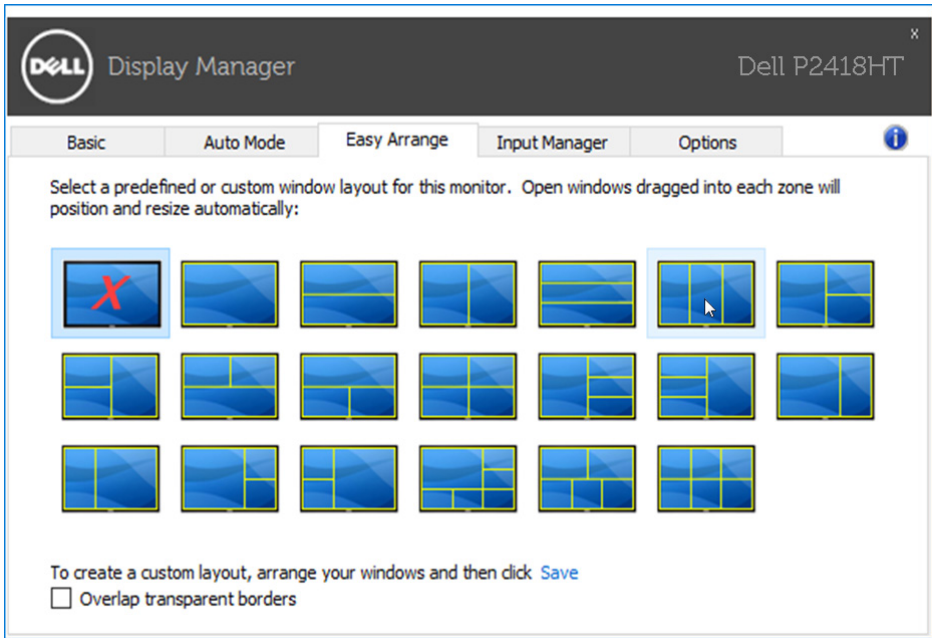 x
DELL Display Manager Dell P2418HT
Basic Auto Mode Easy Arrange Input Manager Options i
Select a predefined or custom window layout for this monitor. Open windows dragged into each zone will
position and resize automatically:
X
To create a custom layout, arrange your windows and then click Save
Overlap transparent borders